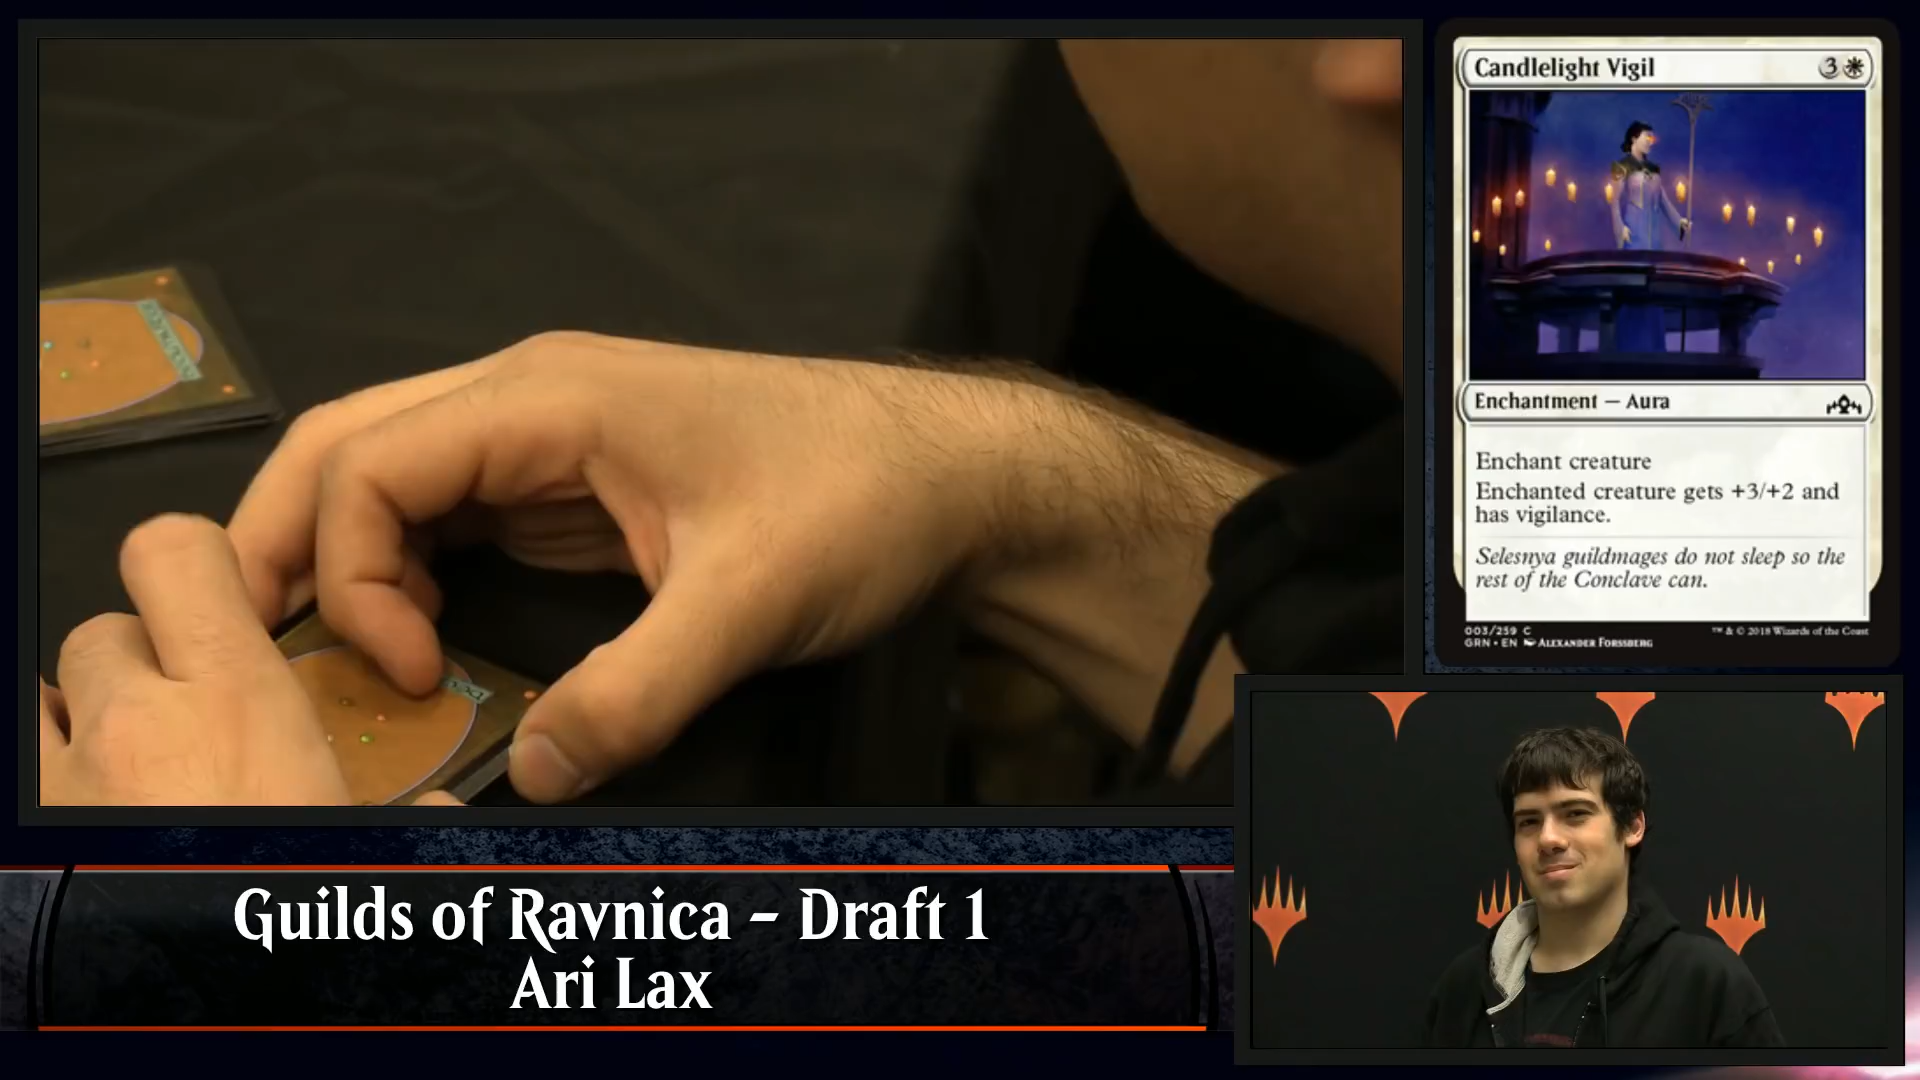 Candlelight Vigil 3
Enchantment — Aura
Enchant creature
Enchanted creature gets +3/+2 and
has vigilance.
Selesnya guildmages do not sleep so the
rest of the Conclave can.
003/259 C
GRN • EN ALEXANDER FORSSBERG
™ & © 2018 Wizards of the Coast
Guilds of Ravnica – Draft 1
Ari Lax